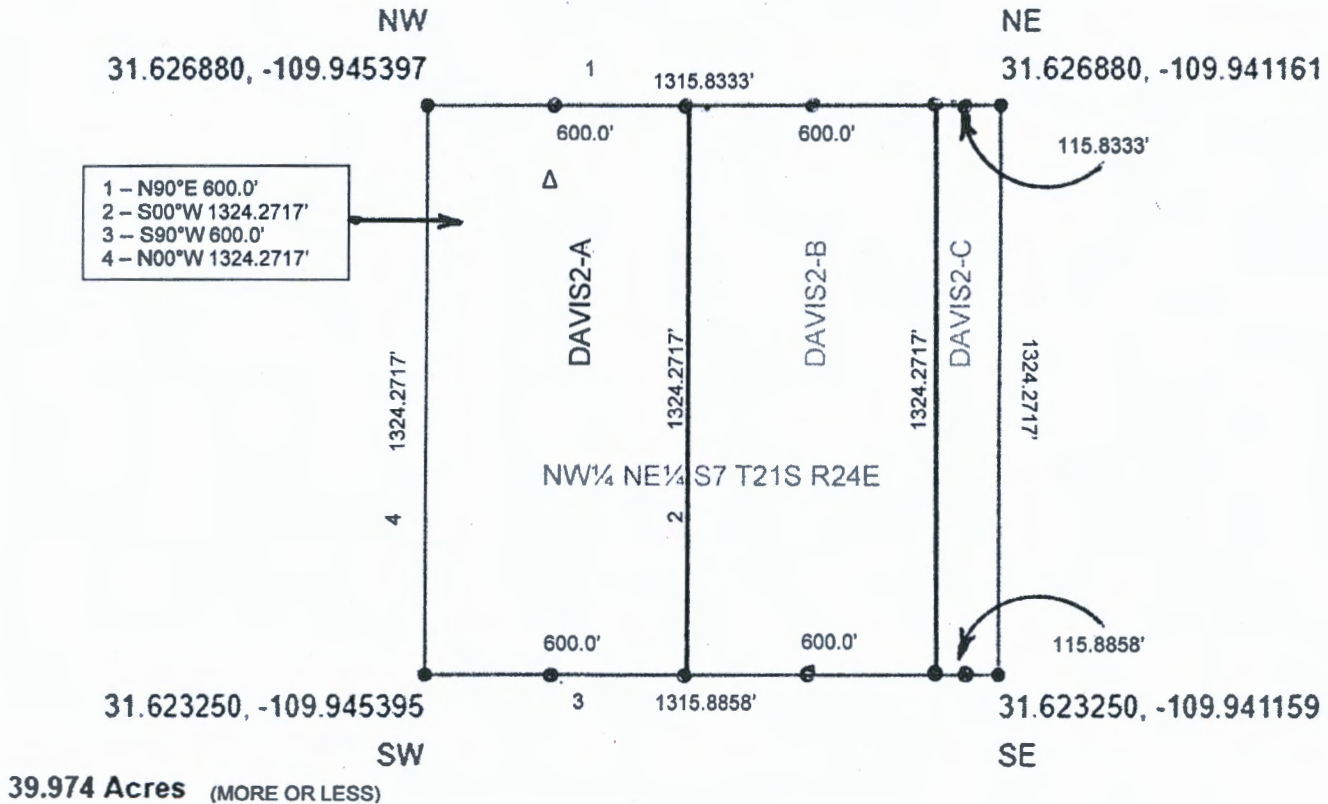 NW
NE
31.626880, -109.945397
1
1315.8333'
31.626880, -109.941161
600.0'
600.0'
115.8333'
1 – N90°E 600.0'
2 – S00°W 1324.2717'
3 – S90°W 600.0'
4 – N00°W 1324.2717'
Δ
DAVIS2-A
DAVIS2-B
DAVIS2-C
1324.2717'
1324.2717'
1324.2717'
1324.2717'
NW¼ NE¼ S7 T21S R24E
4
2
600.0'
600.0'
115.8858'
31.623250, -109.945395
3
1315.8858'
31.623250, -109.941159
SW
SE
39.974 Acres (MORE OR LESS)